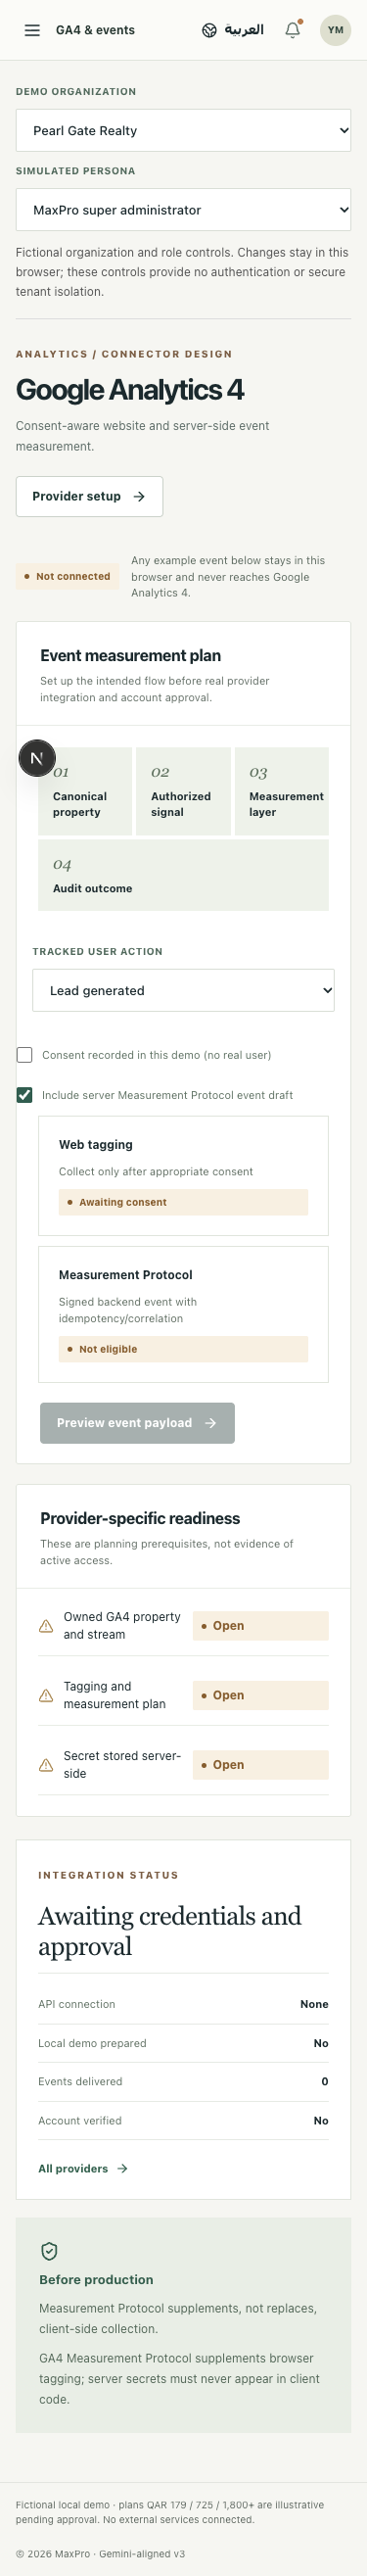 GA4 & events
العربية
YM
DEMO ORGANIZATION
Pearl Gate Realty
SIMULATED PERSONA
MaxPro super administrator
Fictional organization and role controls. Changes stay in this
browser; these controls provide no authentication or secure
tenant isolation.
ANALYTICS / CONNECTOR DESIGN
Google Analytics 4
Consent-aware website and server-side event
measurement.
Provider setup
Not connected
Any example event below stays in this
browser and never reaches Google
Analytics 4.
Event measurement plan
Set up the intended flow before real provider
integration and account approval.
N
01
Canonical
property
02
Authorized
signal
03
Measurement
layer
04
Audit outcome
TRACKED USER ACTION
Lead generated
Consent recorded in this demo (no real user)
Include server Measurement Protocol event draft
Web tagging
Collect only after appropriate consent
Awaiting consent
Measurement Protocol
Signed backend event with
idempotency/correlation
Not eligible
Preview event payload
Provider-specific readiness
These are planning prerequisites, not evidence of
active access.
Owned GA4 property
and stream
Open
Tagging and
measurement plan
Open
Secret stored server-
side
Open
INTEGRATION STATUS
Awaiting credentials and
approval
API connection None
Local demo prepared No
Events delivered 0
Account verified No
All providers
Before production
Measurement Protocol supplements, not replaces,
client-side collection.
GA4 Measurement Protocol supplements browser
tagging; server secrets must never appear in client
code.
Fictional local demo · plans QAR 179 / 725 / 1,800+ are illustrative
pending approval. No external services connected.
© 2026 MaxPro · Gemini-aligned v3